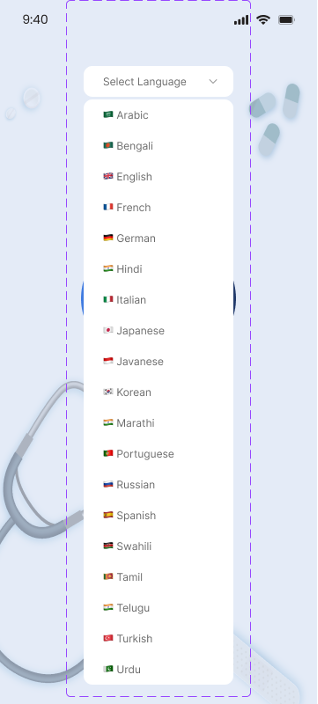 9:40
Select Language
Arabic
Bengali
English
French
German
Hindi
Italian
Japanese
Javanese
Korean
Marathi
Portuguese
Russian
Spanish
Swahili
Tamil
Telugu
Turkish
Urdu